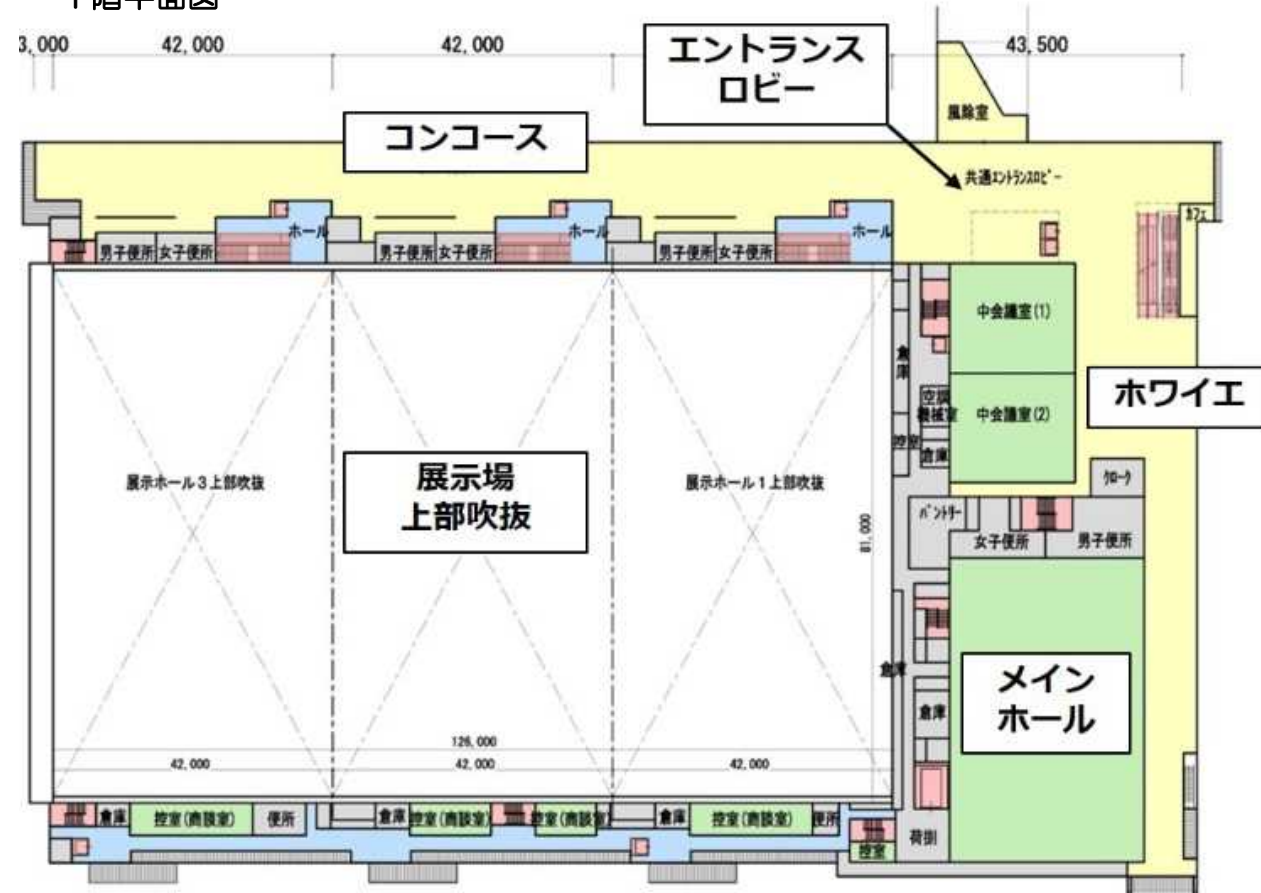 1階平面図
3,000
42,000
42,000
43,500
エントランス
ロビー
コンコース
風除室
共通エントランスロビー
カフェ
ホール
ホール
ホール
男子便所
女子便所
男子便所
女子便所
男子便所
女子便所
中会議室(1)
倉庫
空調
機械室
中会議室(2)
ホワイエ
控室
倉庫
展示ホール3上部吹抜
展示場
上部吹抜
展示ホール1上部吹抜
クローク
パントリー
81,000
女子便所
男子便所
倉庫
メイン
ホール
倉庫
126,000
42,000
42,000
42,000
倉庫
控室(商談室)
便所
倉庫
控室(商談室)
控室(商談室)
倉庫
控室(商談室)
便所
荷捌
控室